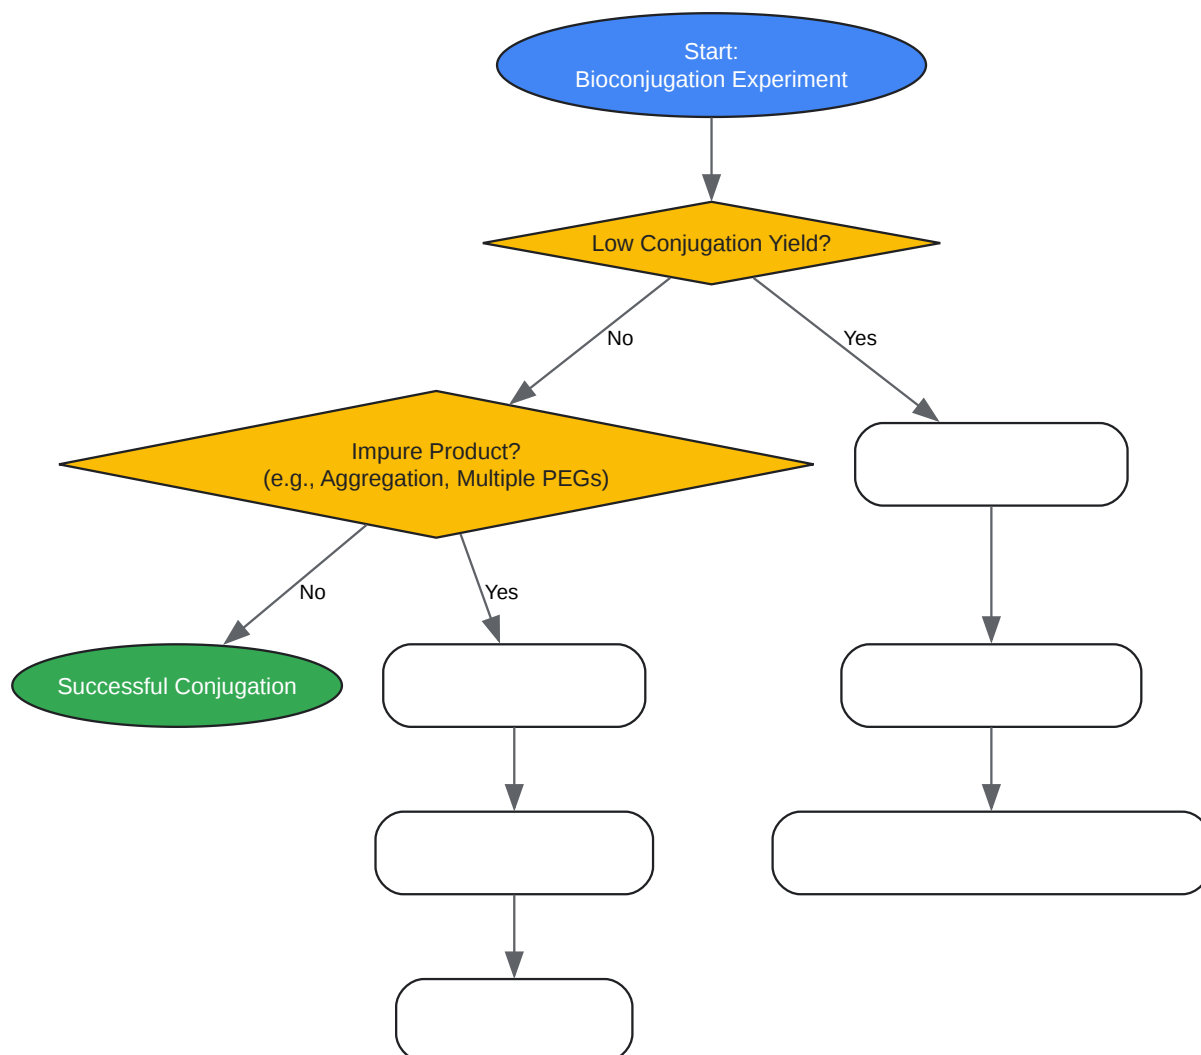 Start:
Bioconjugation Experiment
Low Conjugation Yield?
No
Yes
Impure Product?
(e.g., Aggregation, Multiple PEGs)
No
Yes
Successful Conjugation